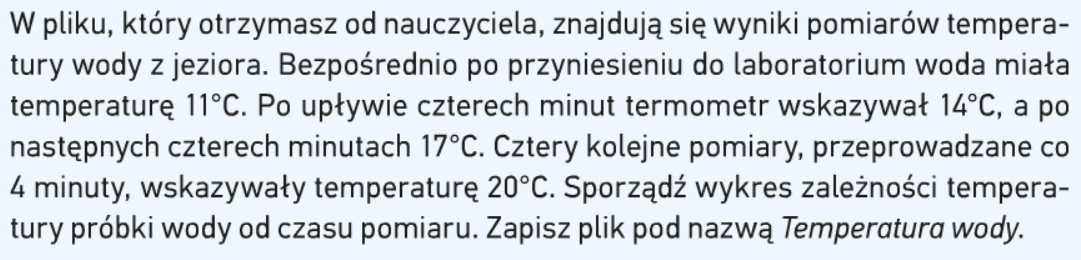 W pliku, który otrzymasz od nauczyciela, znajdują się wyniki pomiarów tempera-
tury wody z jeziora. Bezpośrednio po przyniesieniu do laboratorium woda miała
temperaturę 11°C. Po upływie czterech minut termometr wskazywał 14°C, a po
następnych czterech minutach 17°C. Cztery kolejne pomiary, przeprowadzane co
4 minuty, wskazywały temperaturę 20°C. Sporządź wykres zależności tempera-
tury próbki wody od czasu pomiaru. Zapisz plik pod nazwą Temperatura wody.